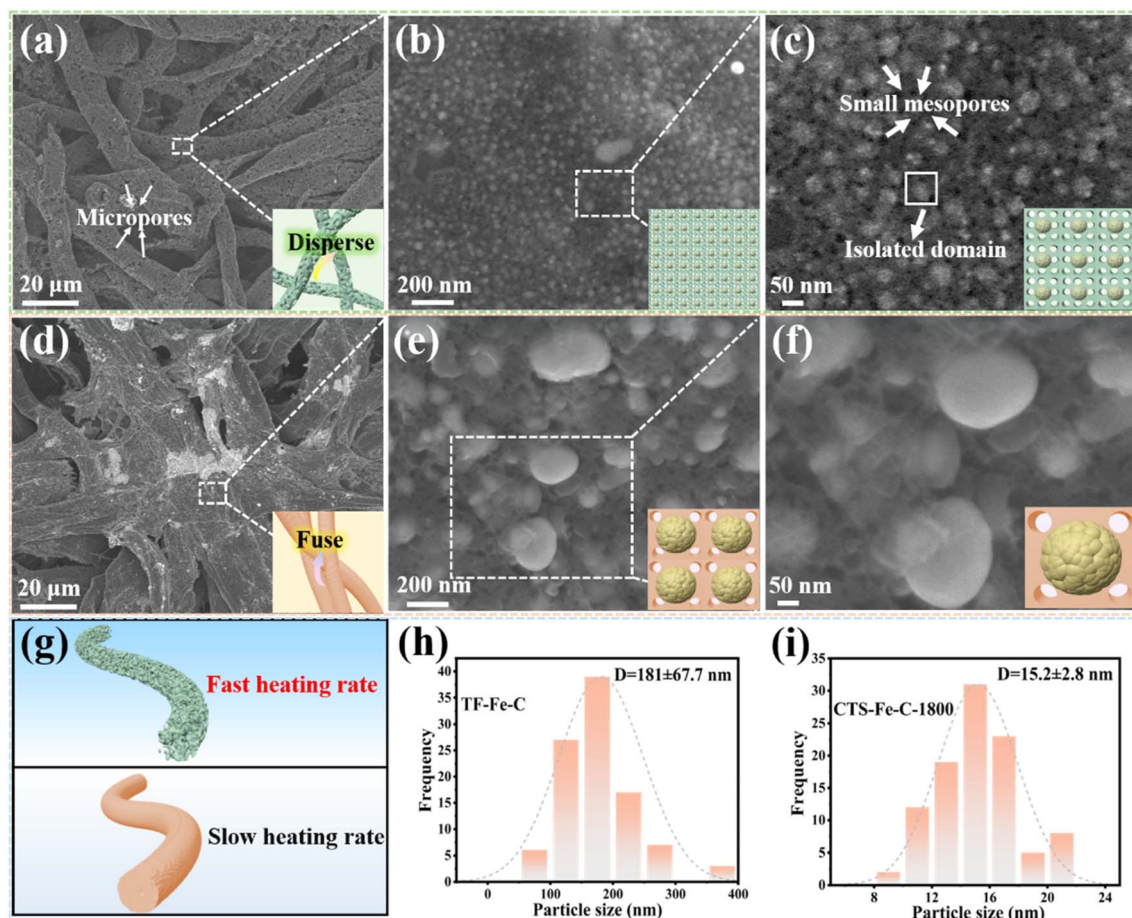 (a)
Micropores
Disperse
20 μm
(b)
200 nm
(c)
Small mesopores
Isolated domain
50 nm
(d)
Fuse
20 μm
(e)
200 nm
(f)
50 nm
(g)
Fast heating rate
Slow heating rate
(h)
D=181±67.7 nm
TF-Fe-C
Frequency
40
35
30
25
20
15
10
5
0
0 100 200 300 400
Particle size (nm)
(i)
D=15.2±2.8 nm
CTS-Fe-C-1800
Frequency
35
30
25
20
15
10
5
0
8 12 16 20 24
Particle size (nm)